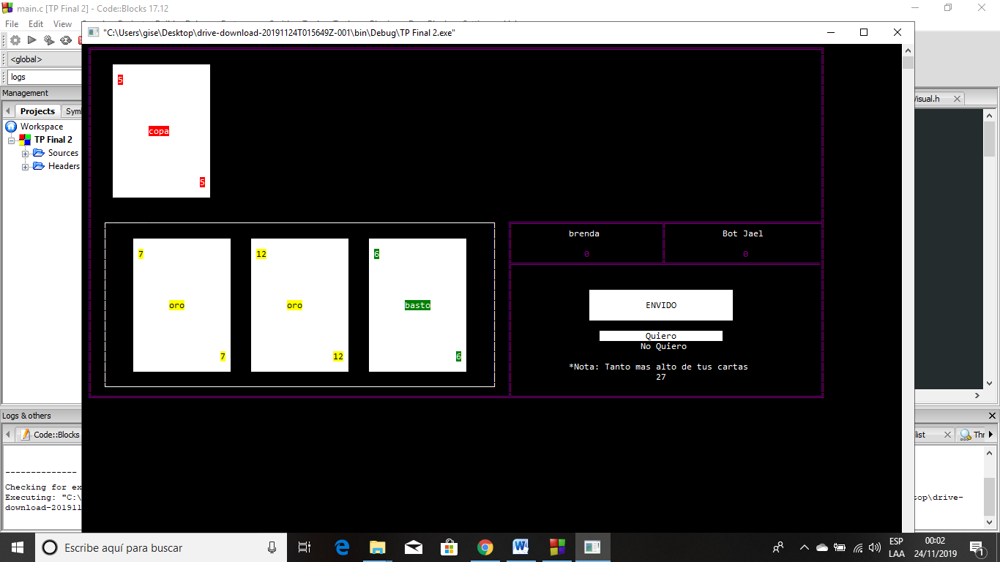 main.c [TP Final 2] - Code::Blocks 17.12
File Edit View
"C:\Users\gise\Desktop\drive-download-20191124T015649Z-001\bin\Debug\TP Final 2.exe"
<global>
logs
Management
Projects Sym
Workspace
TP Final 2
Sources
Headers
isual.h
5
copa
5
brenda Bot Jael
0 0
7 12 6
oro oro basto
7 12 6
ENVIDO
Quiero
No Quiero
*Nota: Tanto mas alto de tus cartas
27
Logs & others
Code::Blocks list Thr
--------------
Checking for ex
Executing: "C:\ top\drive-
download-201911
Escribe aquí para buscar
ESP 00:02
LAA 24/11/2019
1